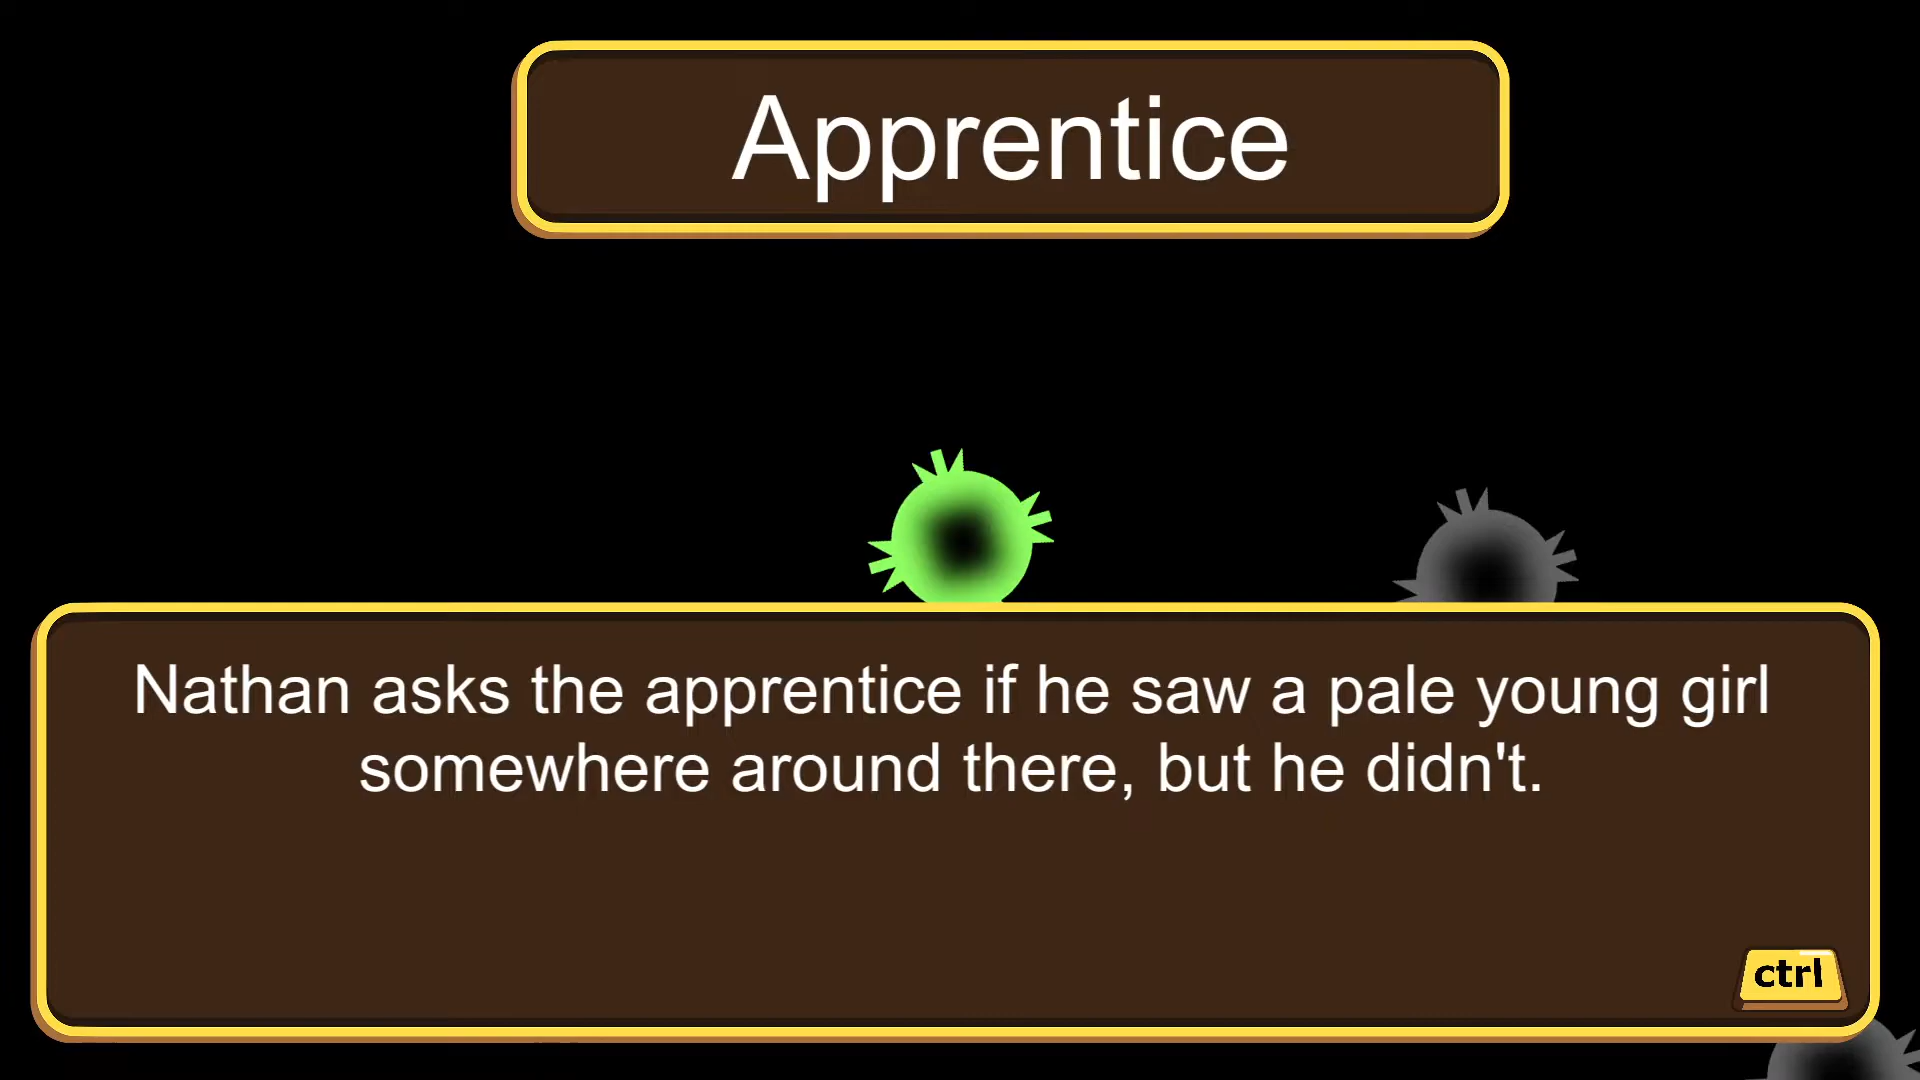 Apprentice
Nathan asks the apprentice if he saw a pale young girl
somewhere around there, but he didn't.
ctrl